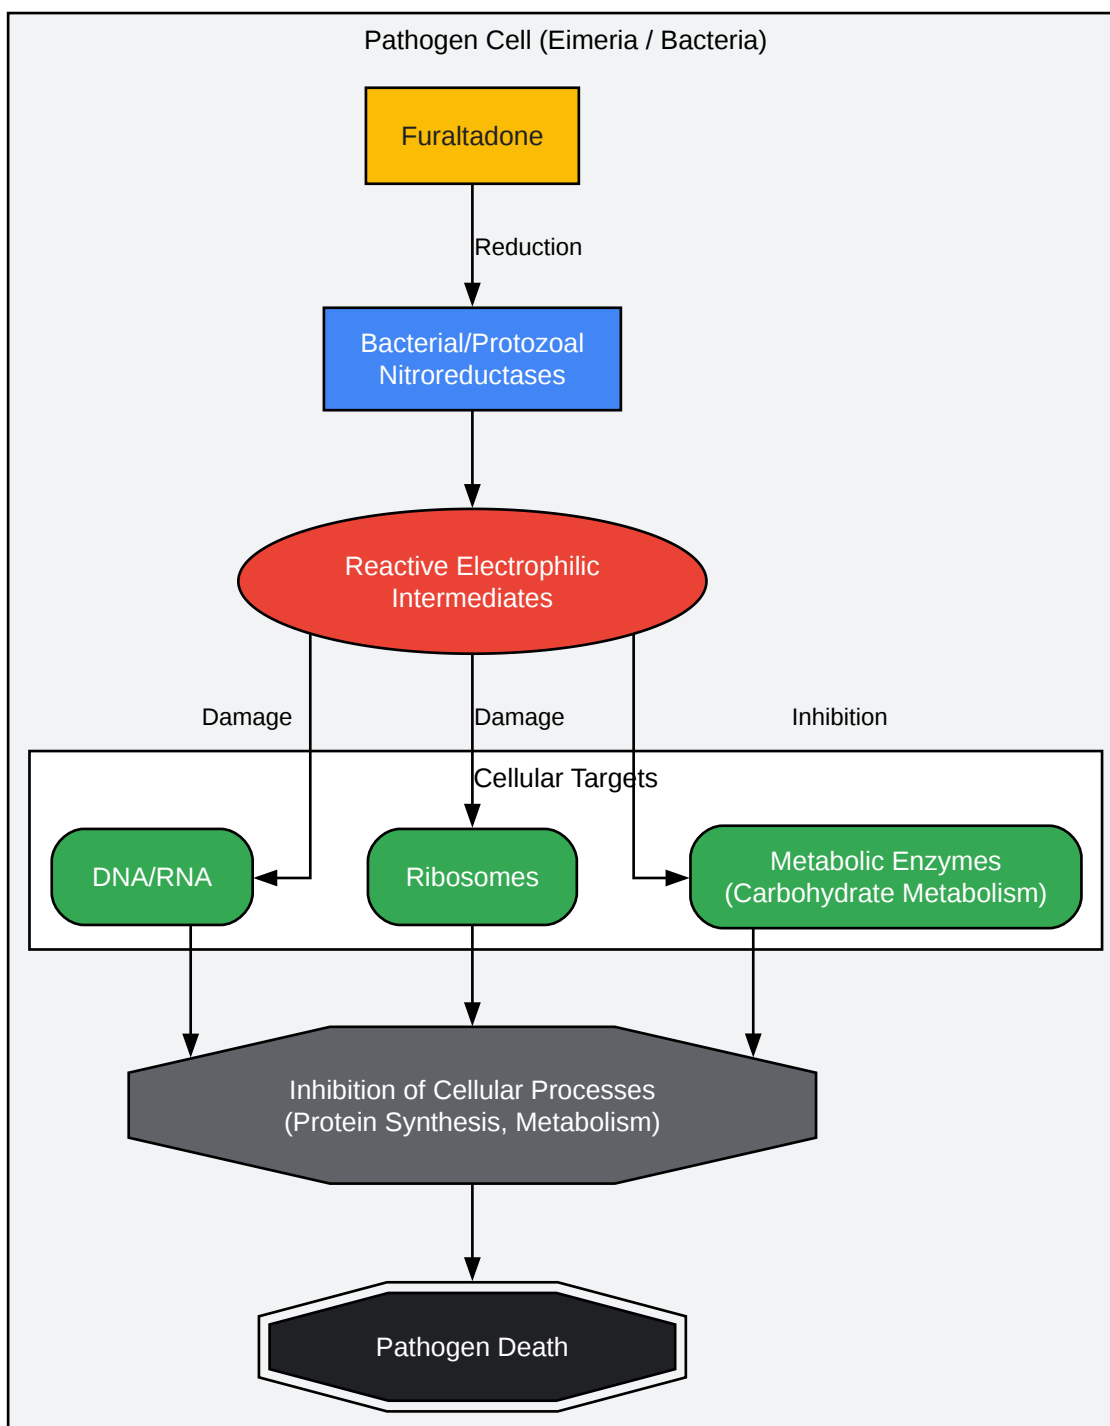 Pathogen Cell (Eimeria / Bacteria)
Furaltadone
Reduction
Bacterial/Protozoal
Nitroreductases
Reactive Electrophilic
Intermediates
Damage
Damage
Inhibition
Cellular Targets
DNA/RNA
Ribosomes
Metabolic Enzymes
(Carbohydrate Metabolism)
Inhibition of Cellular Processes
(Protein Synthesis, Metabolism)
Pathogen Death